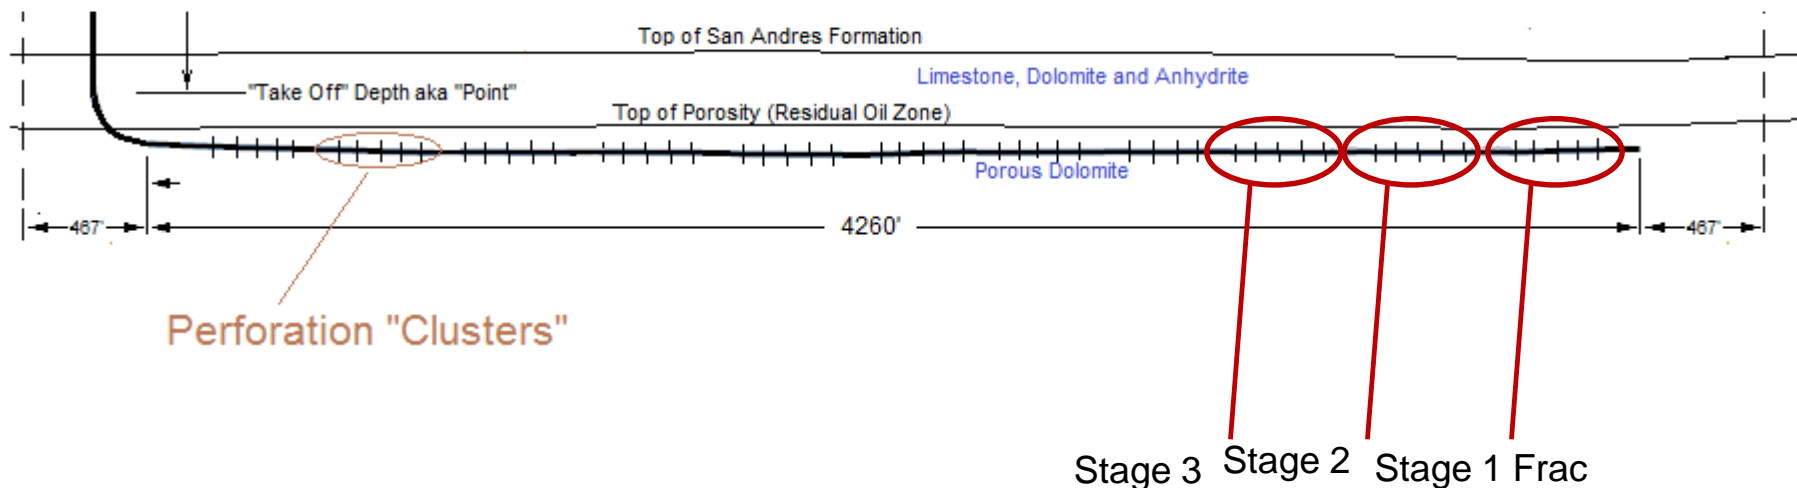 Top of San Andres Formation
Limestone, Dolomite and Anhydrite
"Take Off" Depth aka "Point"
Top of Porosity (Residual Oil Zone)
Porous Dolomite
467'
4260'
467'
Perforation "Clusters"
Stage 3
Stage 2
Stage 1 Frac